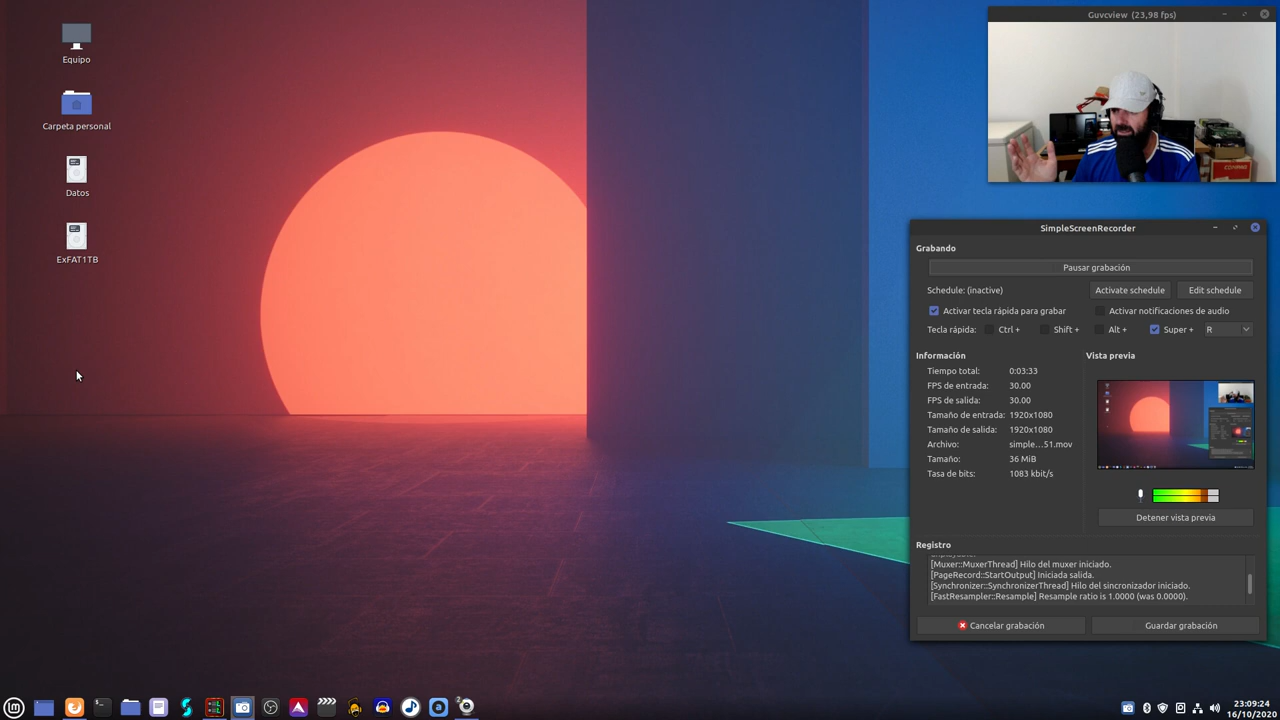 Equipo
Carpeta personal
Datos
ExFAT1TB
Guvcview (23,98 fps)
SimpleScreenRecorder
Grabando
Pausar grabación
Schedule: (inactive)
Activate schedule
Edit schedule
Activar tecla rápida para grabar
Activar notificaciones de audio
Tecla rápida:
Ctrl +
Shift +
Alt +
Super +
R
Información
Tiempo total: 0:03:33
FPS de entrada: 30.00
FPS de salida: 30.00
Tamaño de entrada: 1920x1080
Tamaño de salida: 1920x1080
Archivo: simple...51.mov
Tamaño: 36 MiB
Tasa de bits: 1083 kbit/s
Vista previa
Detener vista previa
Registro
[Muxer::MuxerThread] Hilo del muxer iniciado.
[PageRecord::StartOutput] Iniciada salida.
[Synchronizer::SynchronizerThread] Hilo del sincronizador iniciado.
[FastResampler::Resample] Resample ratio is 1.0000 (was 0.0000).
Cancelar grabación
Guardar grabación
23:09:24
16/10/2020